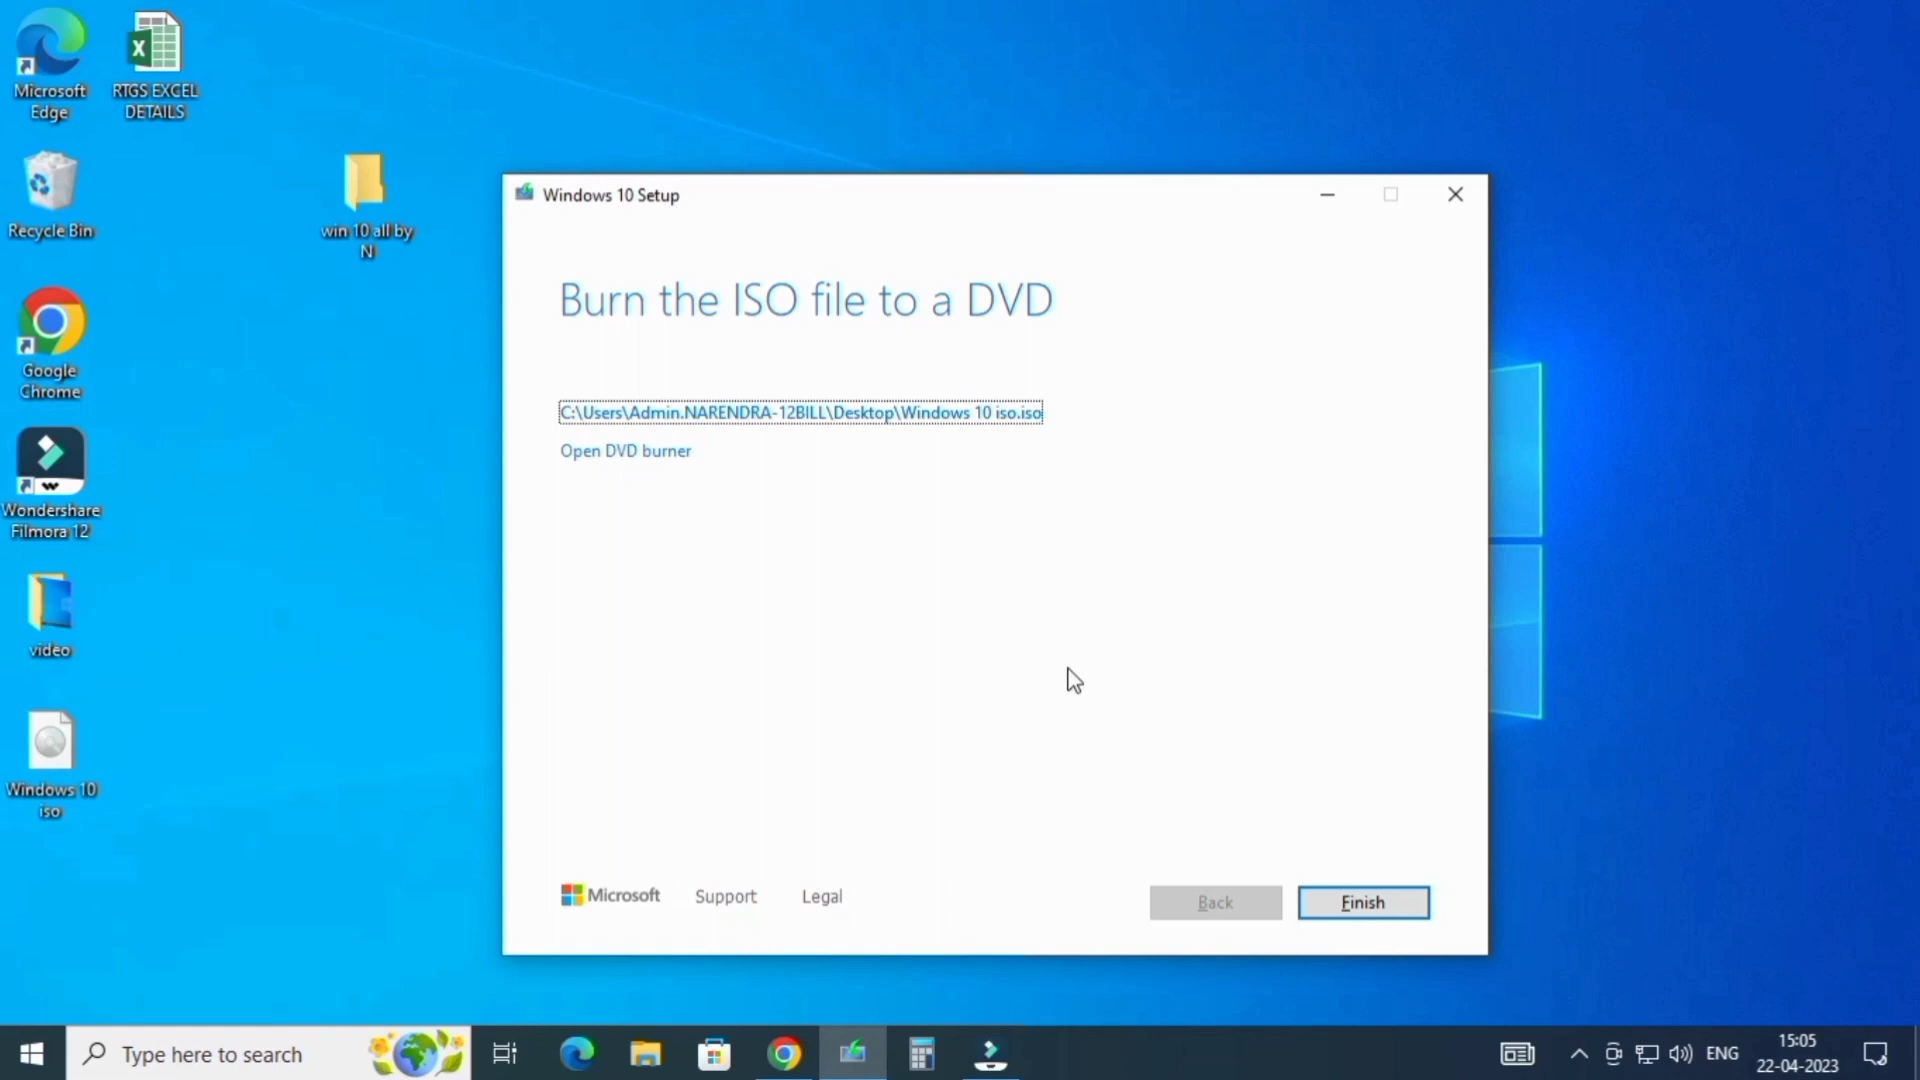 Microsoft
Edge
RTGS EXCEL
DETAILS
Recycle Bin
win 10 all by
N
Google
Chrome
Wondershare
Filmora 12
video
Windows 10
iso
Windows 10 Setup
Burn the ISO file to a DVD
C:\Users\Admin.NARENDRA-12BILL\Desktop\Windows 10 iso.iso
Open DVD burner
Microsoft Support Legal
Back Finish
Type here to search
ENG
15:05
22-04-2023